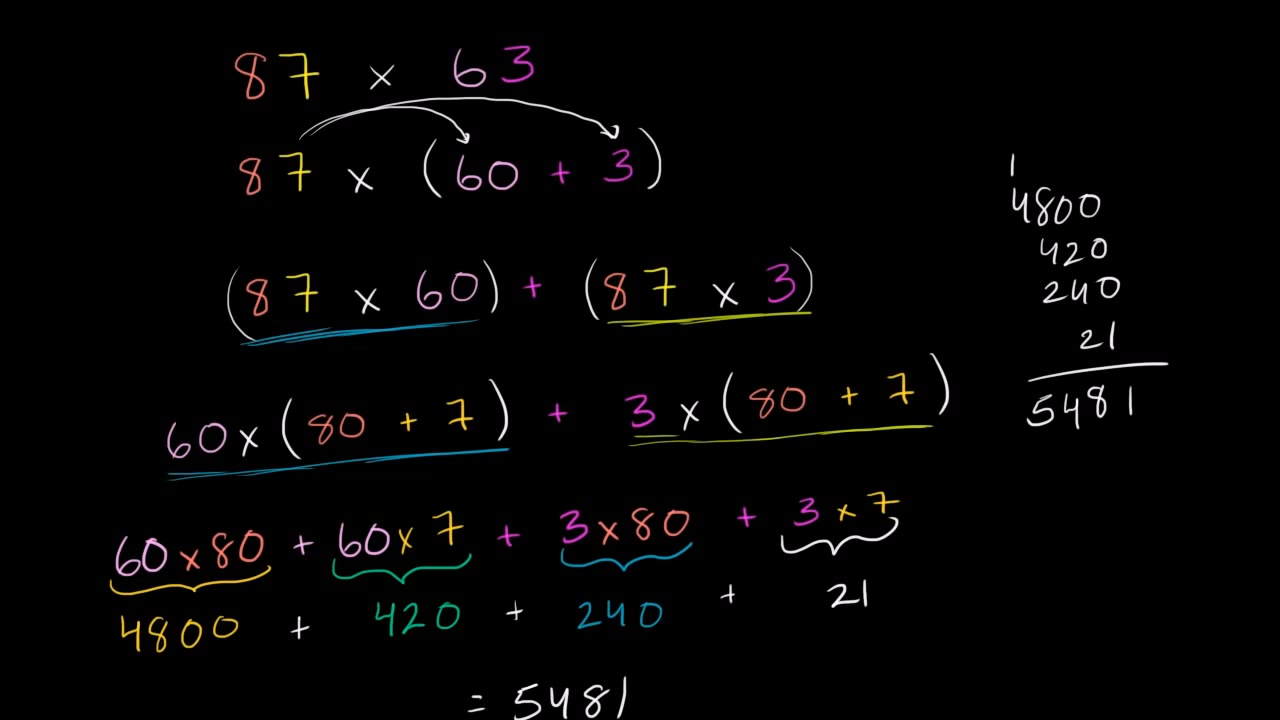 87 × 63
87 × (60 + 3)
(87 × 60) + (87 × 3)
60 × (80 + 7) + 3 × (80 + 7)
60 × 80 + 60 × 7 + 3 × 80 + 3 × 7
4800 + 420 + 240 + 21
= 5481
1
4800
420
240
21
5481